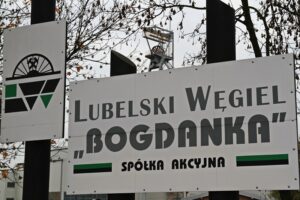 LUBELSKI WĘGIEL
„BOGDANKA”
SPÓŁKA AKCYJNA